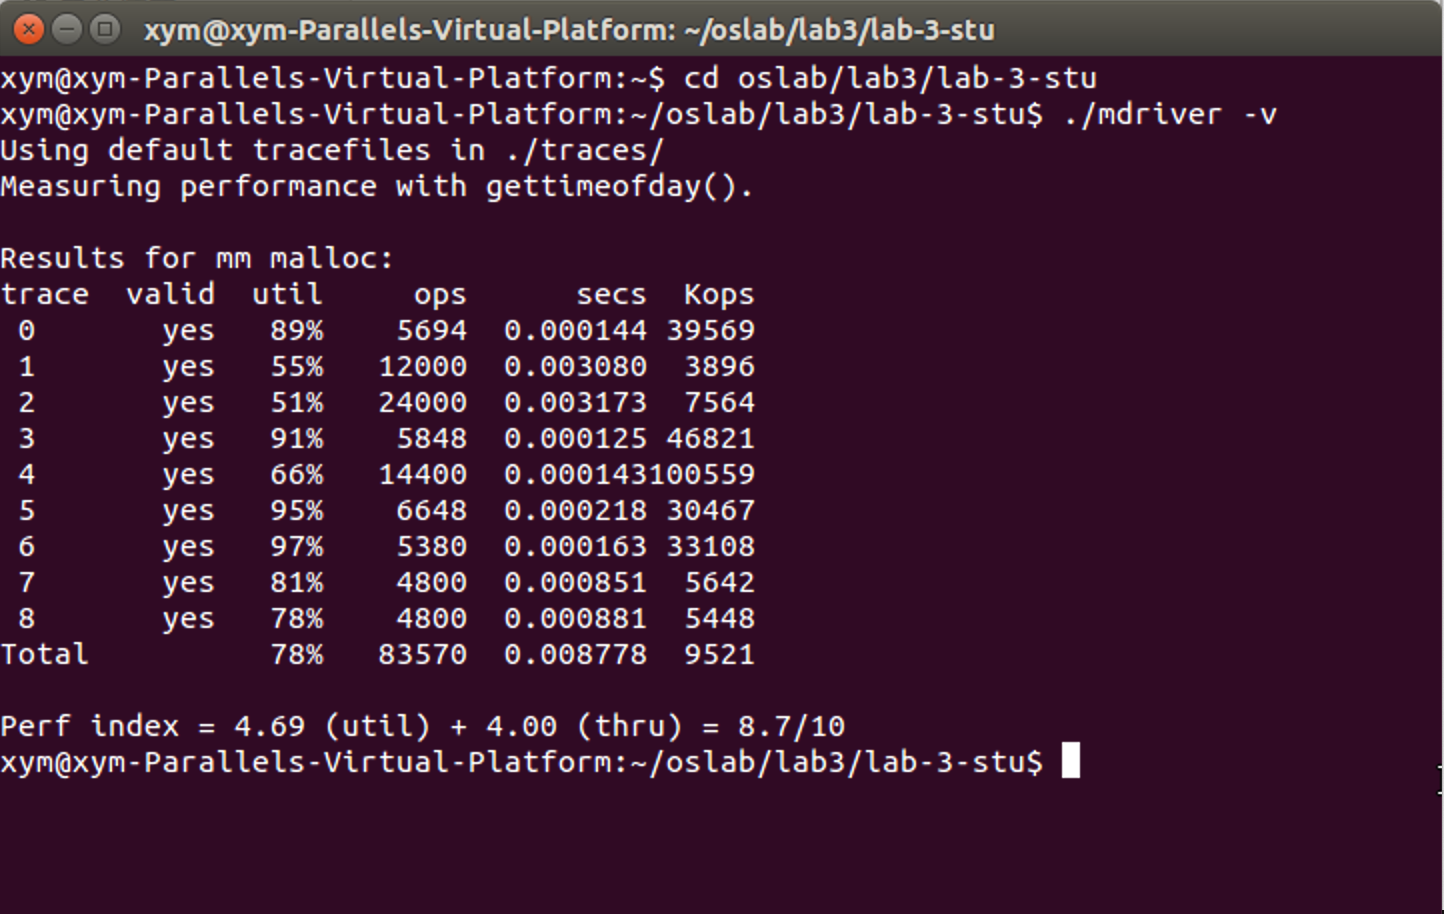 xym@xym-Parallels-Virtual-Platform: ~/oslab/lab3/lab-3-stu
xym@xym-Parallels-Virtual-Platform:~$ cd oslab/lab3/lab-3-stu
xym@xym-Parallels-Virtual-Platform:~/oslab/lab3/lab-3-stu$ ./mdriver -v
Using default tracefiles in ./traces/
Measuring performance with gettimeofday().

Results for mm malloc:
trace  valid  util     ops      secs  Kops
 0       yes   89%    5694  0.000144 39569
 1       yes   55%   12000  0.003080  3896
 2       yes   51%   24000  0.003173  7564
 3       yes   91%    5848  0.000125 46821
 4       yes   66%   14400  0.000143100559
 5       yes   95%    6648  0.000218 30467
 6       yes   97%    5380  0.000163 33108
 7       yes   81%    4800  0.000851  5642
 8       yes   78%    4800  0.000881  5448
Total          78%   83570  0.008778  9521

Perf index = 4.69 (util) + 4.00 (thru) = 8.7/10
xym@xym-Parallels-Virtual-Platform:~/oslab/lab3/lab-3-stu$